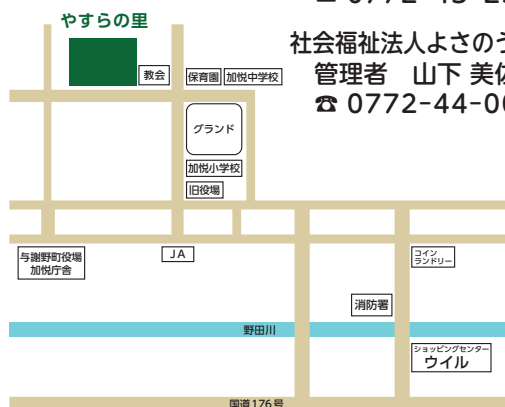 やすらの里
社会福祉法人よさのう
管理者 山下 美
☎ 0772-44-0
教会
保育園
加悦中学校
グランド
加悦小学校
旧役場
与謝野町役場
加悦庁舎
JA
コイン
ランドリー
消防署
野田川
ショッピングセンター
ウイル
国道176号